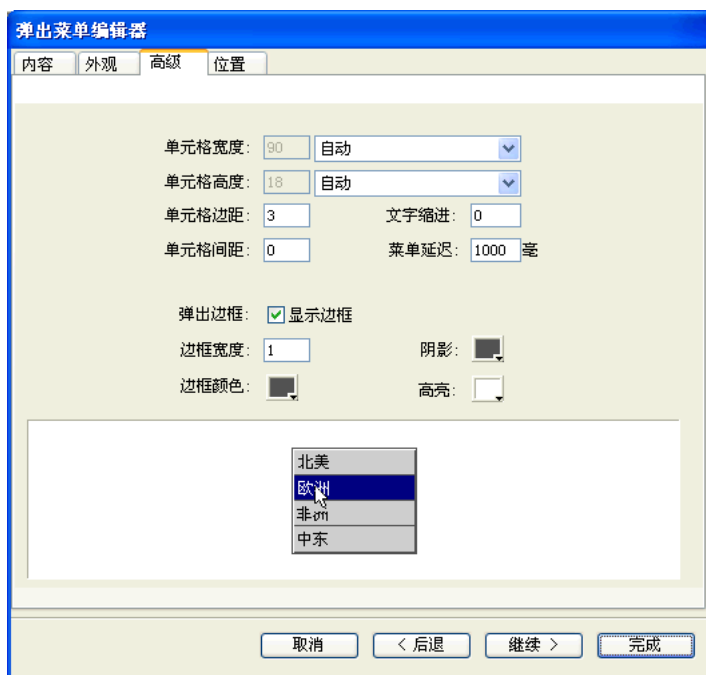 弹出菜单编辑器
内容 外观 高级 位置
单元格宽度: 90 自动
单元格高度: 18 自动
单元格边距: 3 文字缩进: 0
单元格间距: 0 菜单延迟: 1000 毫
弹出边框: 显示边框
边框宽度: 1 阴影:
边框颜色: 高亮:
北美
欧洲
非洲
中东
取消 < 后退 继续 > 完成